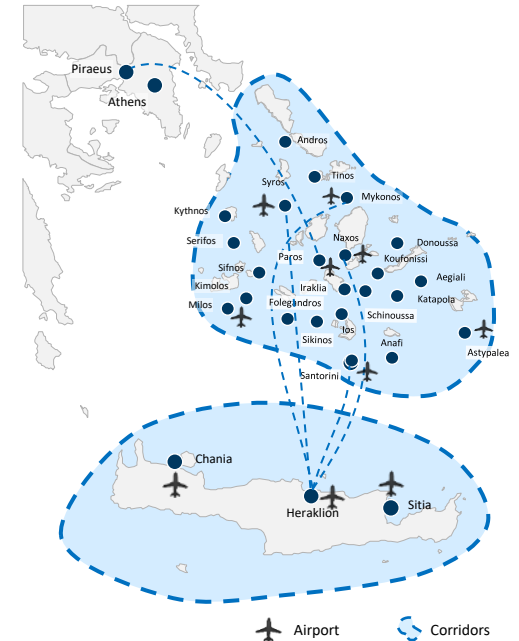 Piraeus
Athens
Andros
Tinos
Syros
Mykonos
Kythnos
Serifos
Naxos
Donoussa
Paros
Koufonissi
Sifnos
Aegiali
Kimolos
Iraklia
Katapola
Milos
Folegandros
Schinoussa
Ios
Sikinos
Anafi
Astypalea
Santorini
Chania
Heraklion
Sitia
Airport
Corridors